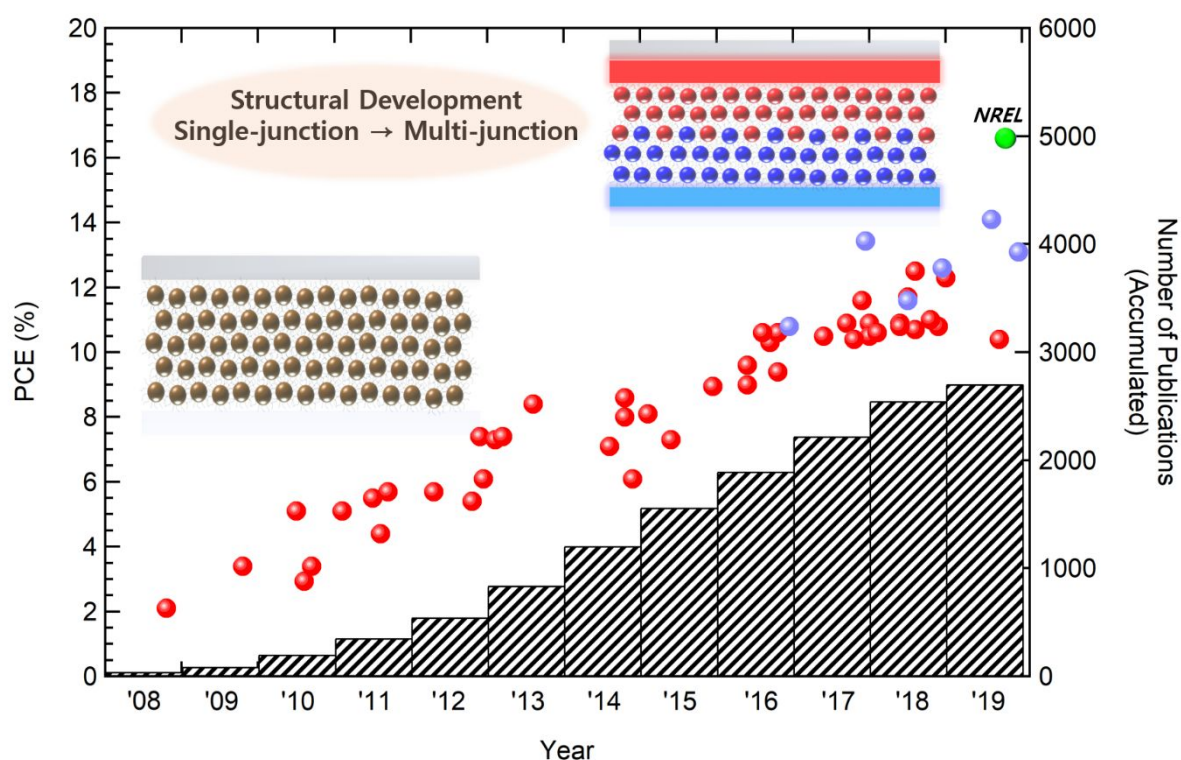 Structural Development
Single-junction → Multi-junction
NREL
PCE (%)
20
18
16
14
12
10
8
6
4
2
0
6000
5000
4000
3000
2000
1000
0
Number of Publications
(Accumulated)
'08 '09 '10 '11 '12 '13 '14 '15 '16 '17 '18 '19
Year